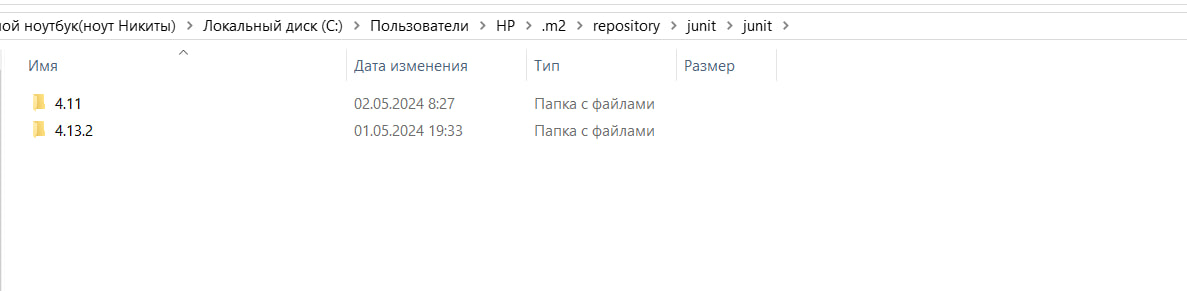 ной ноутбук(ноут Никиты) > Локальный диск (C:) > Пользователи > HP > .m2 > repository > junit > junit >
Имя Дата изменения Тип Размер
4.11 02.05.2024 8:27 Папка с файлами
4.13.2 01.05.2024 19:33 Папка с файлами